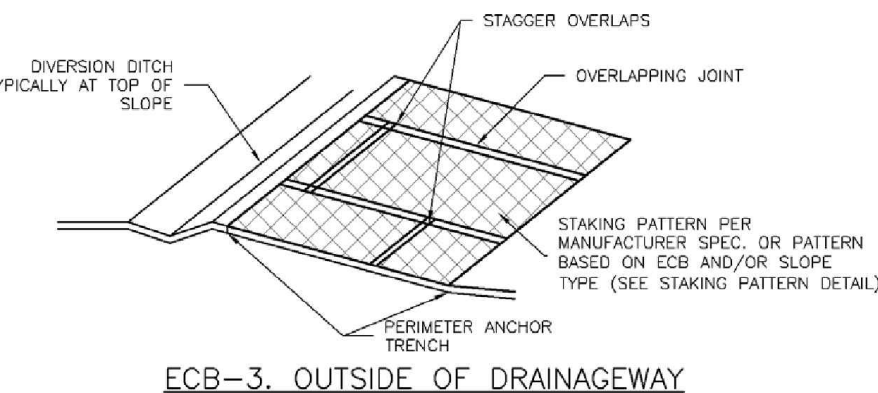 STAGGER OVERLAPS
DIVERSION DITCH
YPICALLY AT TOP OF
SLOPE
OVERLAPPING JOINT
STAKING PATTERN PER
MANUFACTURER SPEC. OR PATTERN
BASED ON ECB AND/OR SLOPE
TYPE (SEE STAKING PATTERN DETAIL)
PERIMETER ANCHOR
TRENCH
ECB-3. OUTSIDE OF DRAINAGEWAY